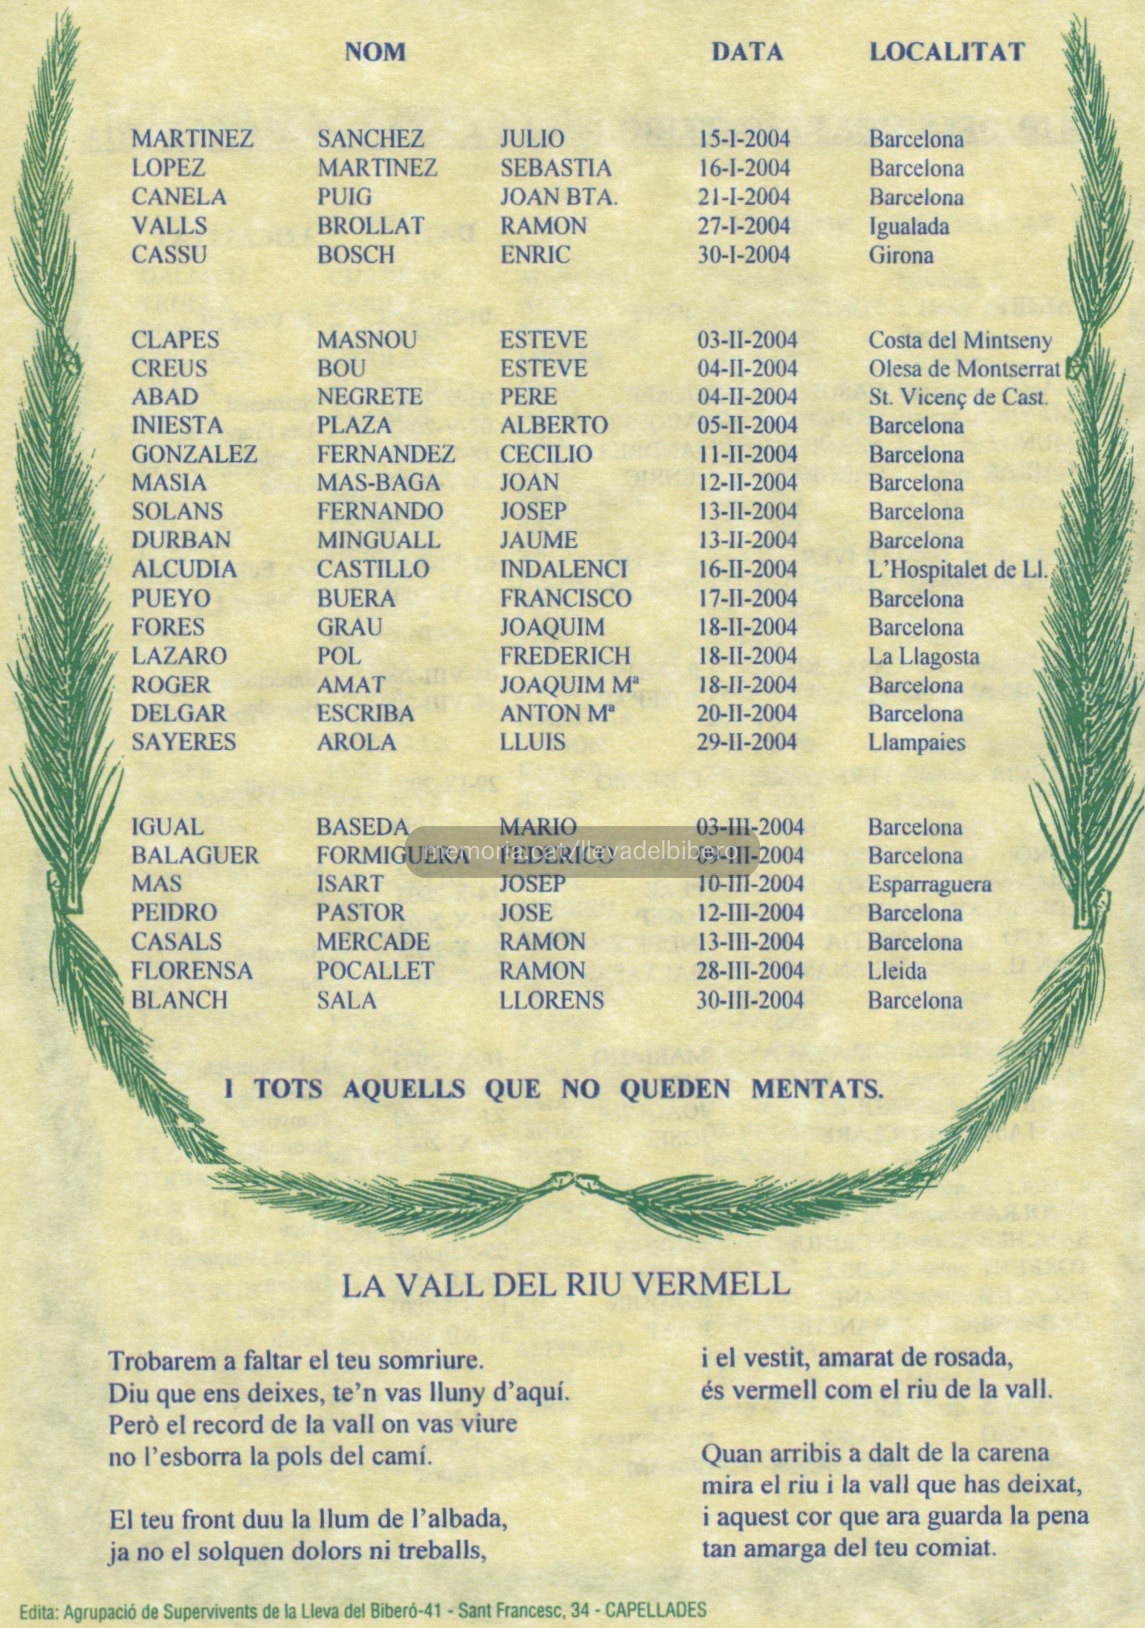 NOM DATA LOCALITAT
MARTINEZ SANCHEZ JULIO 15-I-2004 Barcelona
LOPEZ MARTINEZ SEBASTIA 16-I-2004 Barcelona
CANELA PUIG JOAN BTA. 21-I-2004 Barcelona
VALLS BROLLAT RAMON 27-I-2004 Igualada
CASSU BOSCH ENRIC 30-I-2004 Girona
CLAPES MASNOU ESTEVE 03-II-2004 Costa del Mintseny
CREUS BOU ESTEVE 04-II-2004 Olesa de Montserrat
ABAD NEGRETE PERE 04-II-2004 St. Vicenç de Cast.
INIESTA PLAZA ALBERTO 05-II-2004 Barcelona
GONZALEZ FERNANDEZ CECILIO 11-II-2004 Barcelona
MASIA MAS-BAGA JOAN 12-II-2004 Barcelona
SOLANS FERNANDO JOSEP 13-II-2004 Barcelona
DURBAN MINGUALL JAUME 13-II-2004 Barcelona
ALCUDIA CASTILLO INDALENCI 16-II-2004 L'Hospitalet de Ll.
PUEYO BUERA FRANCISCO 17-II-2004 Barcelona
FORES GRAU JOAQUIM 18-II-2004 Barcelona
LAZARO POL FREDERICH 18-II-2004 La Llagosta
ROGER AMAT JOAQUIM Mª 18-II-2004 Barcelona
DELGAR ESCRIBA ANTON Mª 20-II-2004 Barcelona
SAYERES AROLA LLUIS 29-II-2004 Llampaies
IGUAL BASEDA MARIO 03-III-2004 Barcelona
BALAGUER FORMIGUERA FEDERICO 09-III-2004 Barcelona
memoria.cat/llevadelbibero
MAS ISART JOSEP 10-III-2004 Esparraguera
PEIDRO PASTOR JOSE 12-III-2004 Barcelona
CASALS MERCADE RAMON 13-III-2004 Barcelona
FLORENSA POCALLET RAMON 28-III-2004 Lleida
BLANCH SALA LLORENS 30-III-2004 Barcelona
I TOTS AQUELLS QUE NO QUEDEN MENTATS.
LA VALL DEL RIU VERMELL
Trobarem a faltar el teu somriure.
Diu que ens deixes, te'n vas lluny d'aquí.
Però el record de la vall on vas viure
no l'esborra la pols del camí.
El teu front duu la llum de l'albada,
ja no el solquen dolors ni treballs,
i el vestit, amarat de rosada,
és vermell com el riu de la vall.
Quan arribis a dalt de la carena
mira el riu i la vall que has deixat,
i aquest cor que ara guarda la pena
tan amarga del teu comiat.
Edita: Agrupació de Supervivents de la Lleva del Biberó-41 - Sant Francesc, 34 - CAPELLADES